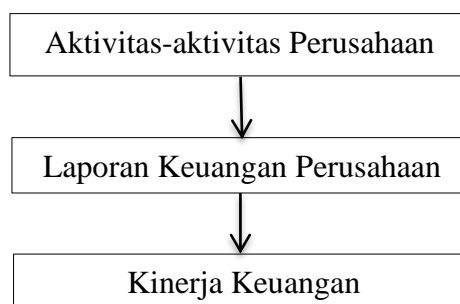 Aktivitas-aktivitas Perusahaan
Laporan Keuangan Perusahaan
Kinerja Keuangan